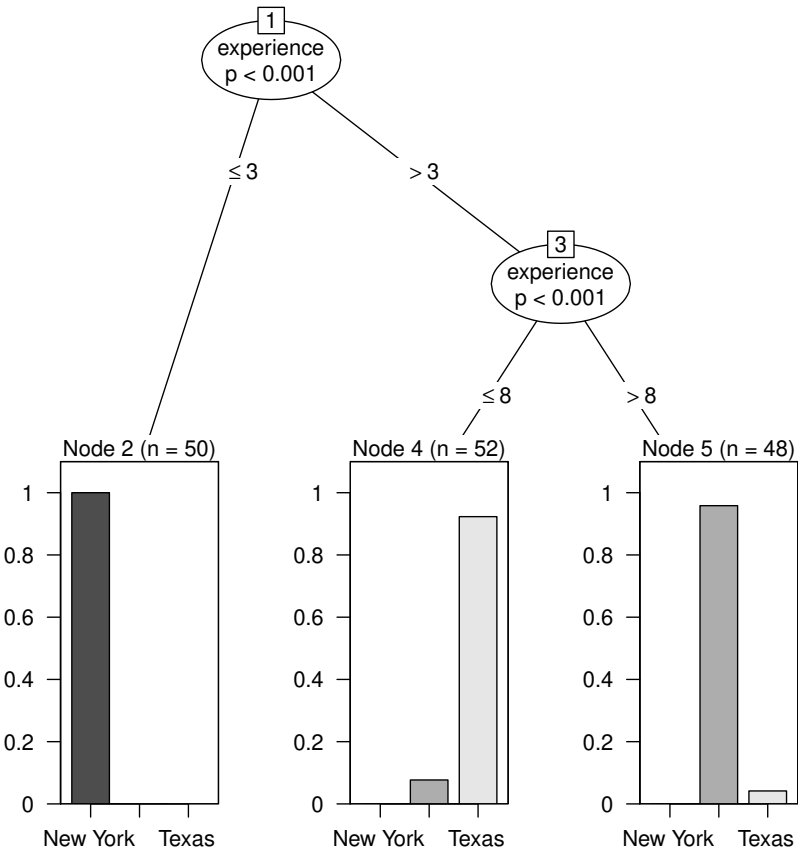 1
experience
p < 0.001
≤ 3
> 3
3
experience
p < 0.001
≤ 8
> 8
Node 2 (n = 50)
1
0.8
0.6
0.4
0.2
0
New York Texas
Node 4 (n = 52)
1
0.8
0.6
0.4
0.2
0
New York Texas
Node 5 (n = 48)
1
0.8
0.6
0.4
0.2
0
New York Texas